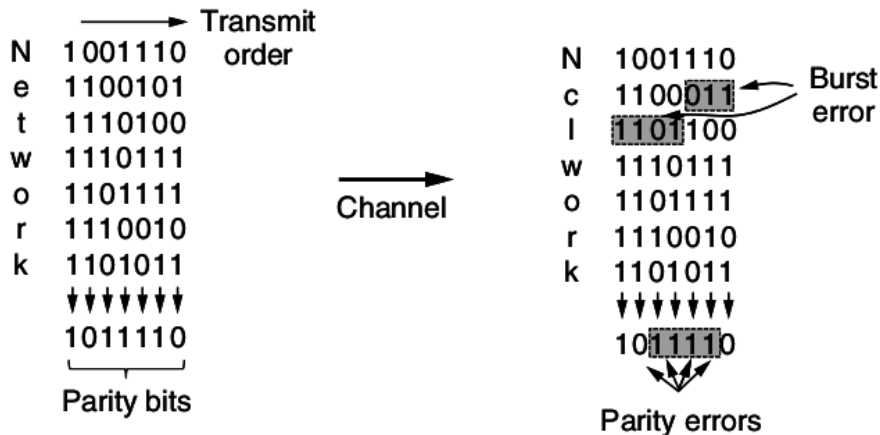 Transmit order
N 1001110
e 1100101
t 1110100
w 1110111
o 1101111
r 1110010
k 1101011
1011110
Parity bits
Channel
N 1001110
c 1100011
l 1101100
w 1110111
o 1101111
r 1110010
k 1101011
1011110
Burst error
Parity errors